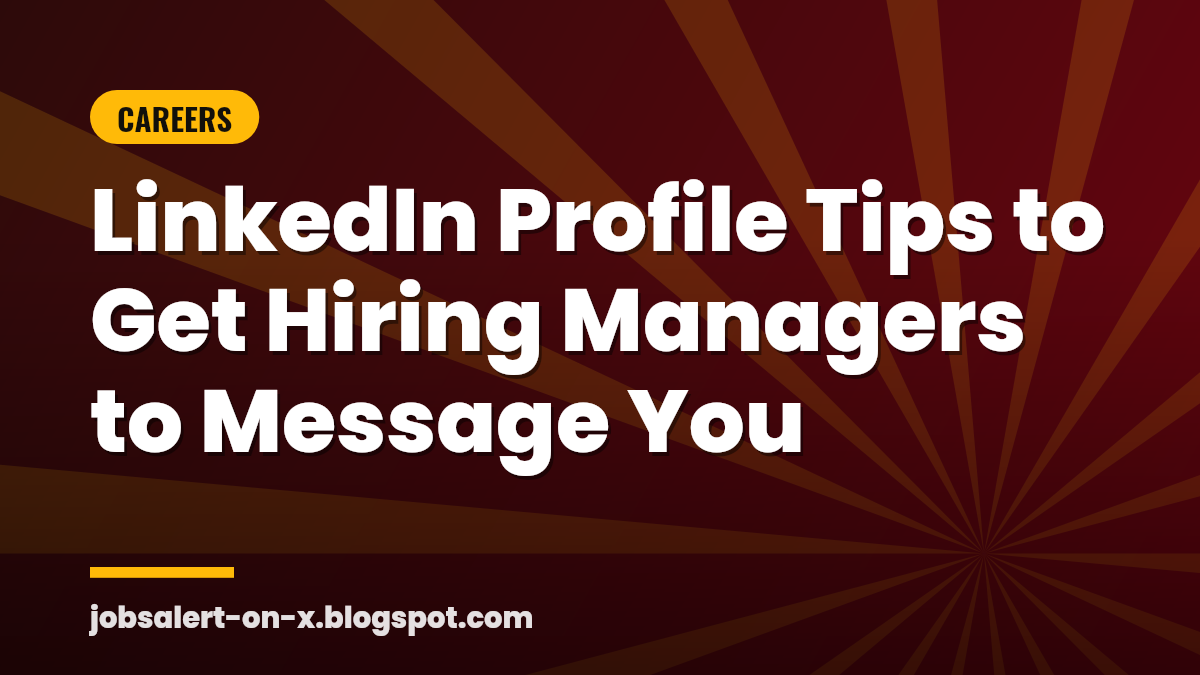 CAREERS
LinkedIn Profile Tips to
Get Hiring Managers
to Message You
jobsalert-on-x.blogspot.com